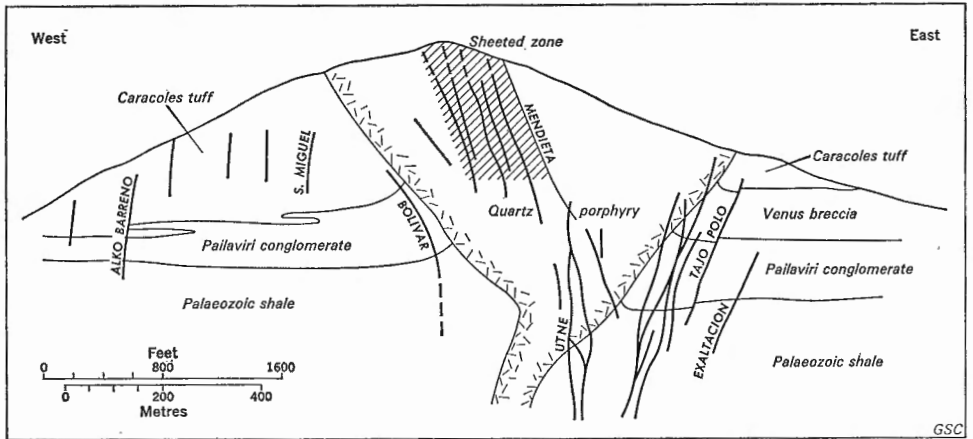 West
East
Sheeted zone
Caracoles tuff
MENDIETA
Caracoles tuff
S. MIGUEL
ALKO BARRENO
BOLIVAR
Quartz porphyry
TAJO POLO
Venus breccia
Pailaviri conglomerate
Pailaviri conglomerate
Palaeozoic shale
UTNE
EXALTACION
Palaeozoic shale
Feet
0 800 1600
0 200 400
Metres
GSC